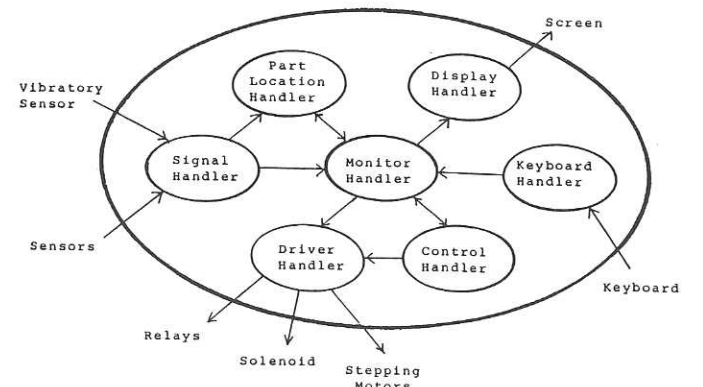 Screen
Part
Location
Handler
Display
Handler
Vibratory
Sensor
Signal
Handler
Monitor
Handler
Keyboard
Handler
Sensors
Driver
Handler
Control
Handler
Keyboard
Relays
Solenoid
Stepping
Motors